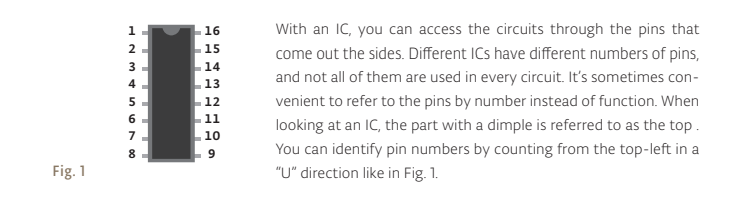 1 16
2 15
3 14
4 13
5 12
6 11
7 10
8 9
Fig. 1
With an IC, you can access the circuits through the pins that
come out the sides. Different ICs have different numbers of pins,
and not all of them are used in every circuit. It's sometimes con-
venient to refer to the pins by number instead of function. When
looking at an IC, the part with a dimple is referred to as the top .
You can identify pin numbers by counting from the top-left in a
"U" direction like in Fig. 1.